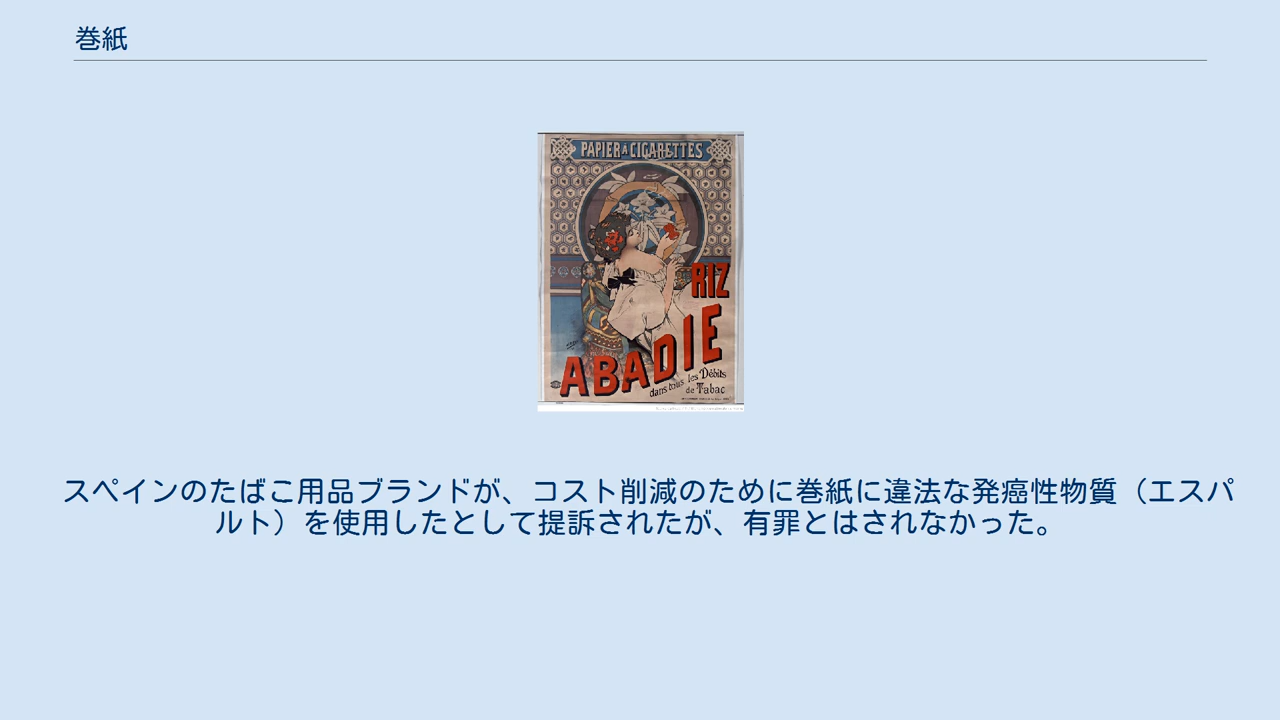 巻紙
PAPIER À CIGARETTES
RIZ
ABADIE
dans tous les Débits
de Tabac
スペインのたばこ用品ブランドが、コスト削減のために巻紙に違法な発癌性物質（エスパ
ルト）を使用したとして提訴されたが、有罪とはされなかった。